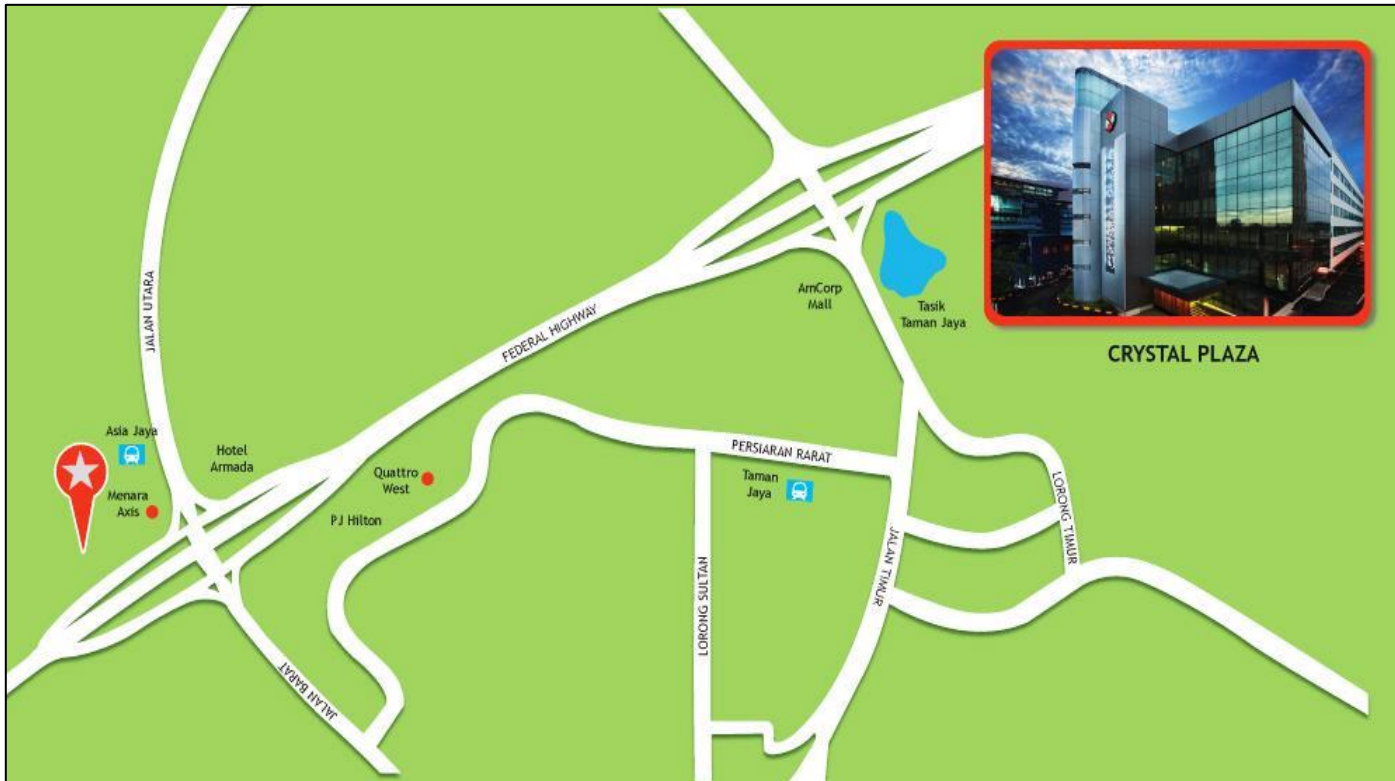 JALAN UTARA
FEDERAL HIGHWAY
AmCorp
Mall
Tasik
Taman Jaya
CRYSTAL PLAZA
Asia Jaya
Hotel
Armada
Menara
Axis
Quattro
West
PJ Hilton
PERSIARAN RARAT
Taman
Jaya
LORONG TIMUR
JALAN TIMUR
LORONG SULTAN
JALAN BARAT